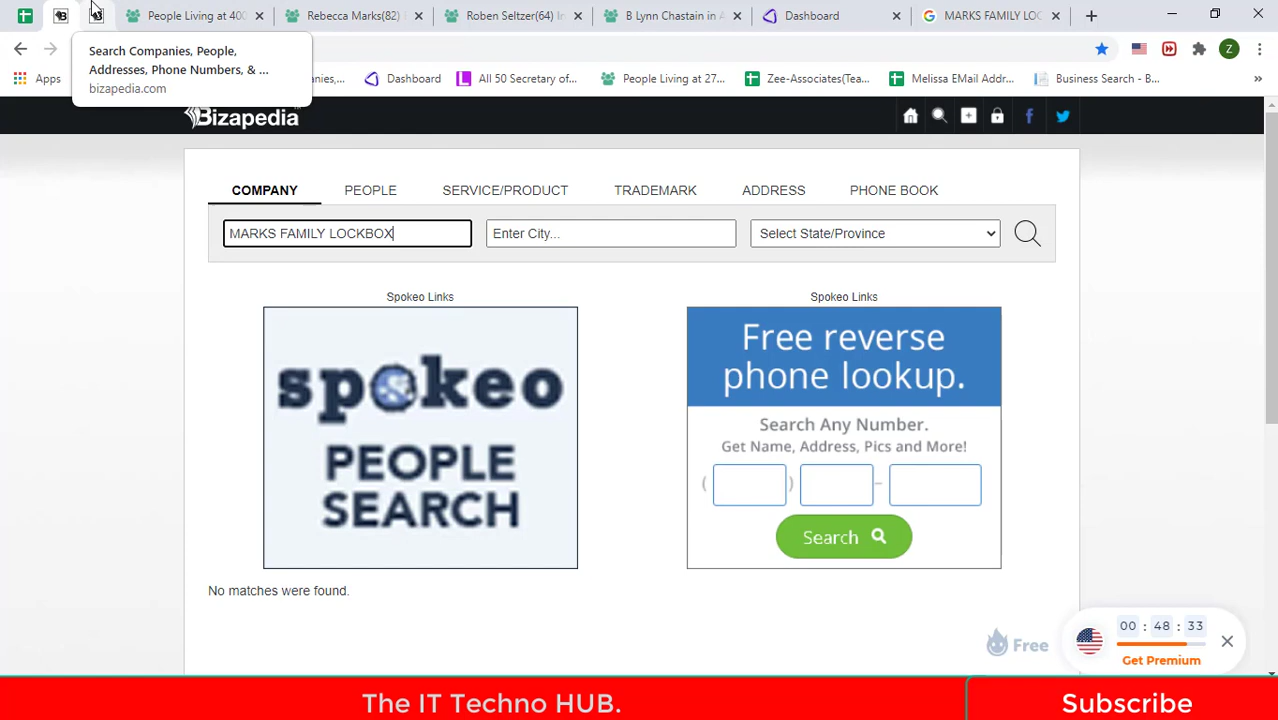 People Living at 400
Rebecca Marks(82) I
Roben Seltzer(64) In
B Lynn Chastain in A
Dashboard
MARKS FAMILY LOC
Search Companies, People,
Addresses, Phone Numbers, & ...
bizapedia.com
Apps
nies,...
Dashboard
All 50 Secretary of...
People Living at 27...
Zee-Associates(Tea...
Melissa EMail Addr...
Business Search - B...
Z
Bizapedia
COMPANY
PEOPLE
SERVICE/PRODUCT
TRADEMARK
ADDRESS
PHONE BOOK
MARKS FAMILY LOCKBOX
Enter City...
Select State/Province
Spokeo Links
Spokeo Links
spokeo
PEOPLE
SEARCH
Free reverse
phone lookup.
Search Any Number.
Get Name, Address, Pics and More!
( ) –
Search
No matches were found.
Free
00 : 48 : 33
Get Premium
The IT Techno HUB.
Subscribe